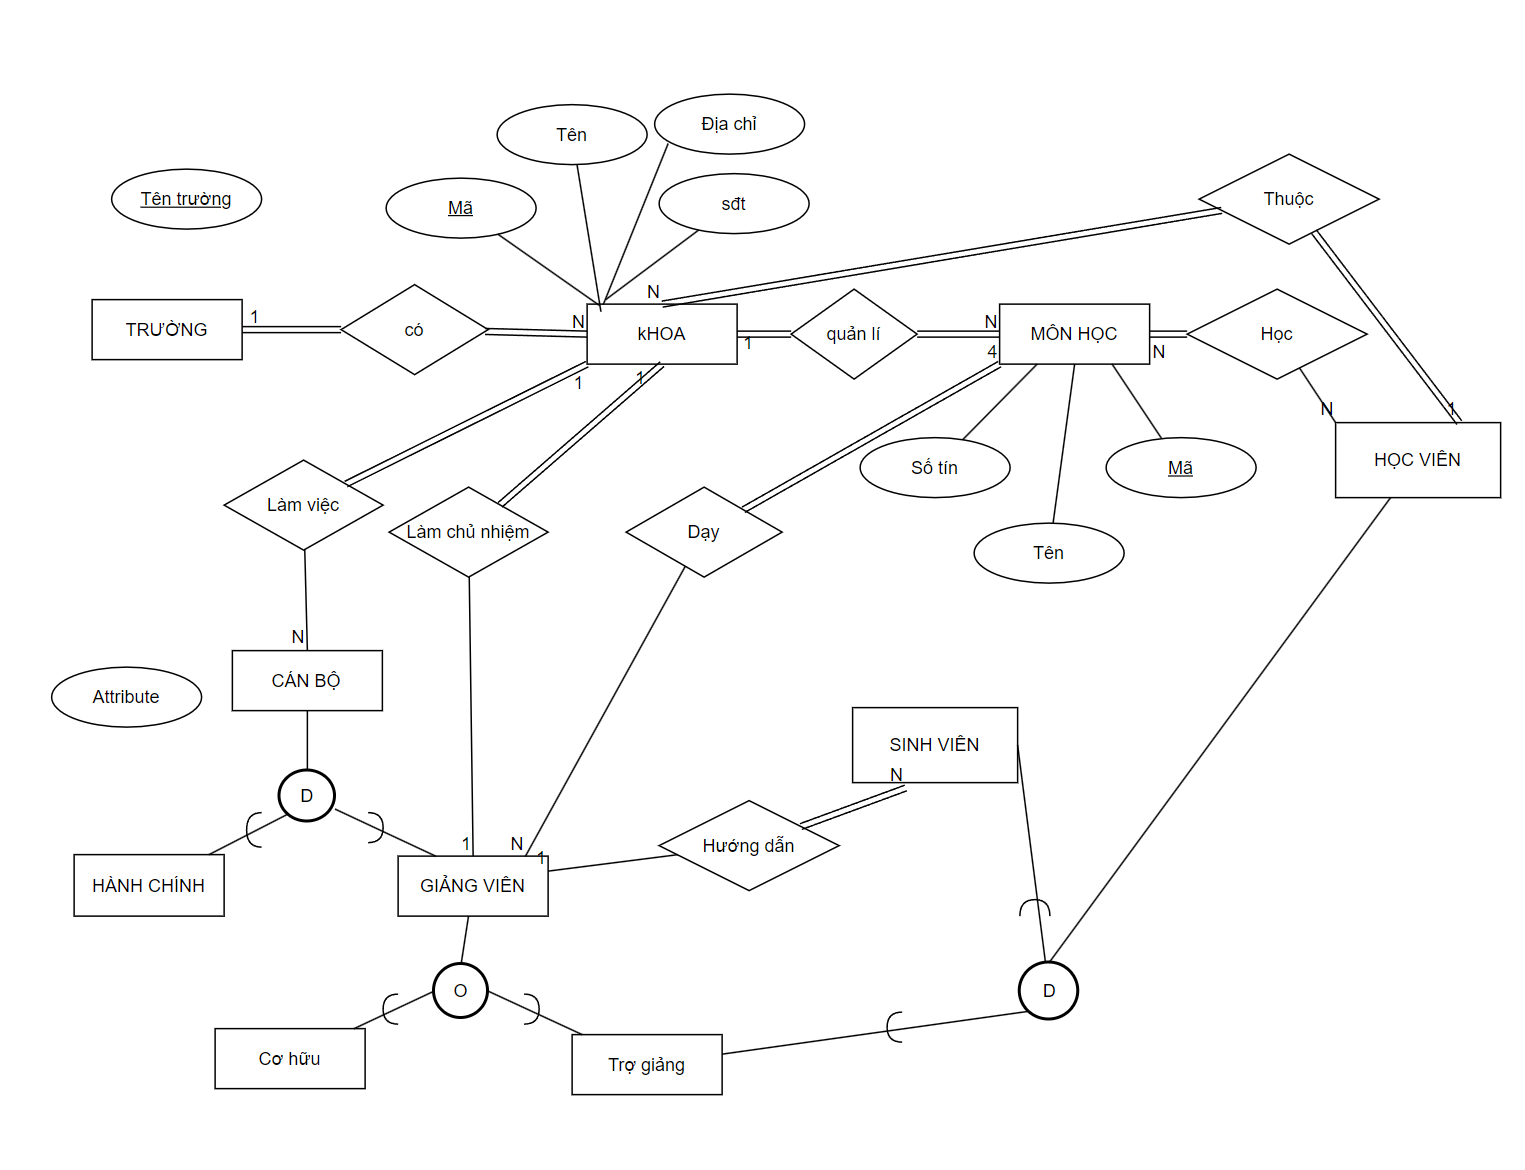 Địa chỉ
Tên
Tên trường
Mã
sđt
Thuộc
N
1
N
N
TRƯỜNG
có
kHOA
quản lí
MÔN HỌC
Học
1
4
N
1
1
N
1
HỌC VIÊN
Số tín
Mã
Làm việc
Làm chủ nhiệm
Dạy
Tên
N
CÁN BỘ
Attribute
SINH VIÊN
N
D
1
N
1
Hướng dẫn
HÀNH CHÍNH
GIẢNG VIÊN
O
D
Cơ hữu
Trợ giảng